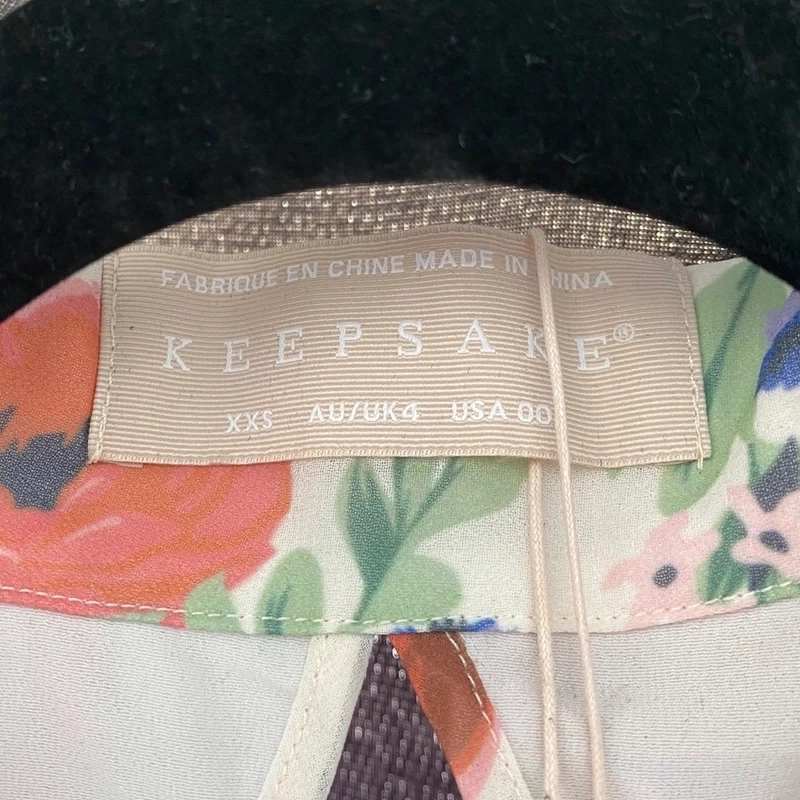 FABRIQUE EN CHINE MADE IN CHINA
KEEPSAKE®
XXS AU/UK4 USA 00